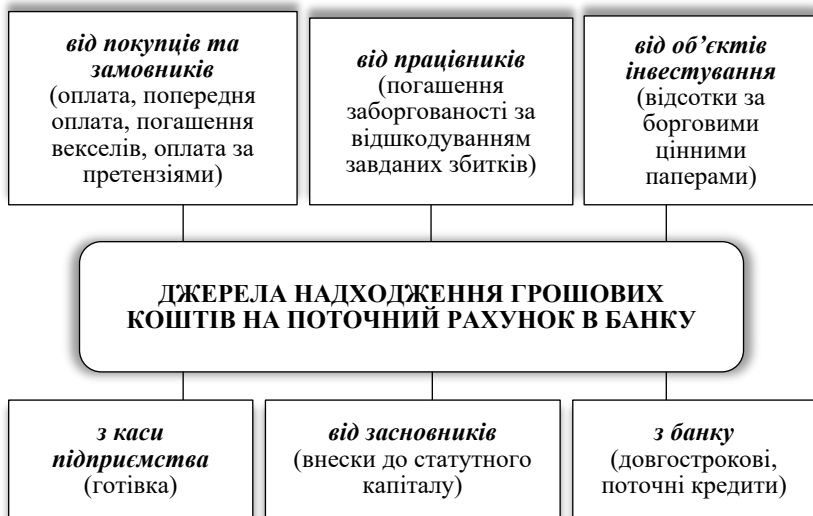 від покупців та
замовників
(оплата, попередня
оплата, погашення
векселів, оплата за
претензіями)
від працівників
(погашення
заборгованості за
відшкодуванням
завданих збитків)
від об’єктів
інвестування
(відсотки за
борговими
цінними
паперами)
ДЖЕРЕЛА НАДХОДЖЕННЯ ГРОШОВИХ
КОШТІВ НА ПОТОЧНИЙ РАХУНОК В БАНКУ
з каси
підприємства
(готівка)
від засновників
(внески до статутного
капіталу)
з банку
(довгострокові,
поточні кредити)